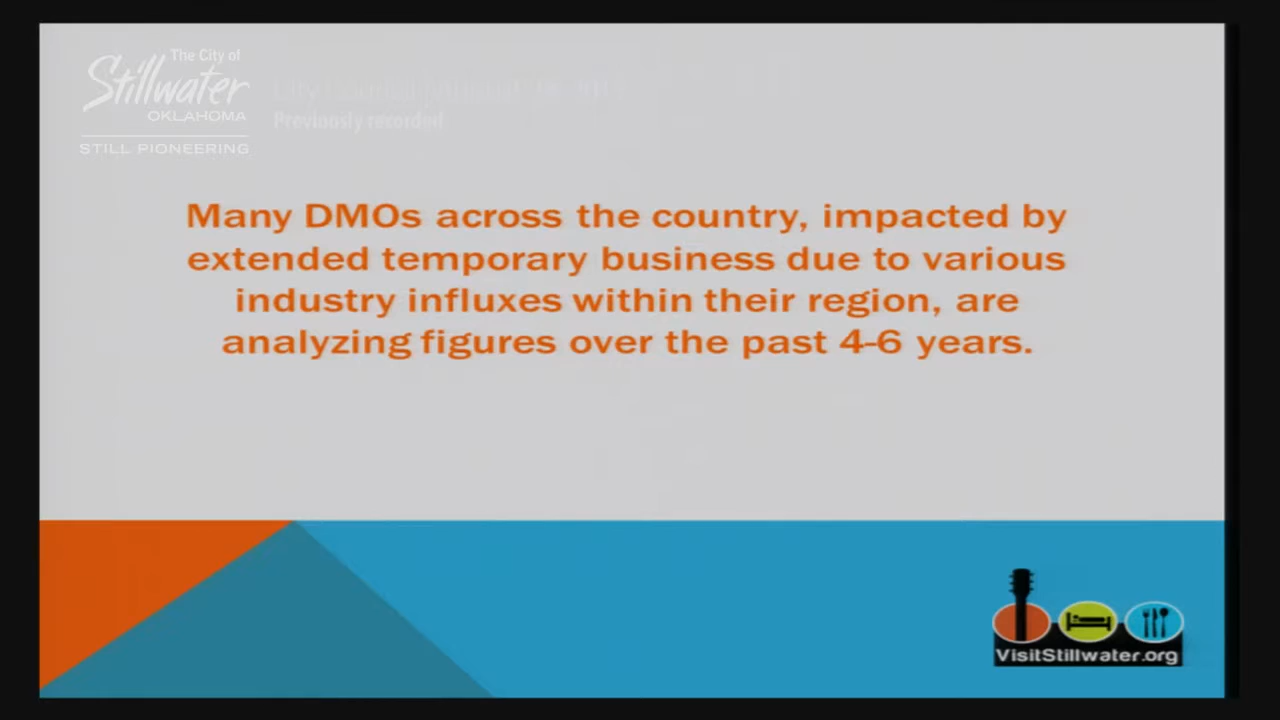 The City of
Stillwater
OKLAHOMA
STILL PIONEERING
City Council
Previously recorded
Many DMOs across the country, impacted by
extended temporary business due to various
industry influxes within their region, are
analyzing figures over the past 4-6 years.
VisitStillwater.org